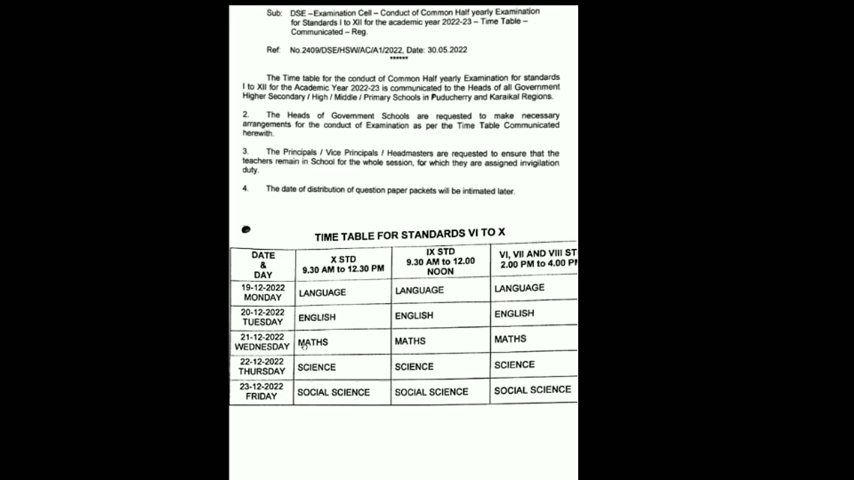 Sub: DSE –Examination Cell – Conduct of Common Half yearly Examination
for Standards I to XII for the academic year 2022-23 – Time Table –
Communicated – Reg.
Ref: No.2409/DSE/HSW/AC/A1/2022, Date: 30.05.2022
******
The Time table for the conduct of Common Half yearly Examination for standards
I to XII for the Academic Year 2022-23 is communicated to the Heads of all Government
Higher Secondary / High / Middle / Primary Schools in Puducherry and Karaikal Regions.
2. The Heads of Government Schools are requested to make necessary
arrangements for the conduct of Examination as per the Time Table Communicated
herewith.
3. The Principals / Vice Principals / Headmasters are requested to ensure that the
teachers remain in School for the whole session, for which they are assigned invigilation
duty.
4. The date of distribution of question paper packets will be intimated later.
TIME TABLE FOR STANDARDS VI TO X
DATE & DAY X STD 9.30 AM to 12.30 PM IX STD 9.30 AM to 12.00 NOON VI, VII AND VIII ST 2.00 PM to 4.00 PM
19-12-2022 MONDAY LANGUAGE LANGUAGE LANGUAGE
20-12-2022 TUESDAY ENGLISH ENGLISH ENGLISH
21-12-2022 WEDNESDAY MATHS MATHS MATHS
22-12-2022 THURSDAY SCIENCE SCIENCE SCIENCE
23-12-2022 FRIDAY SOCIAL SCIENCE SOCIAL SCIENCE SOCIAL SCIENCE